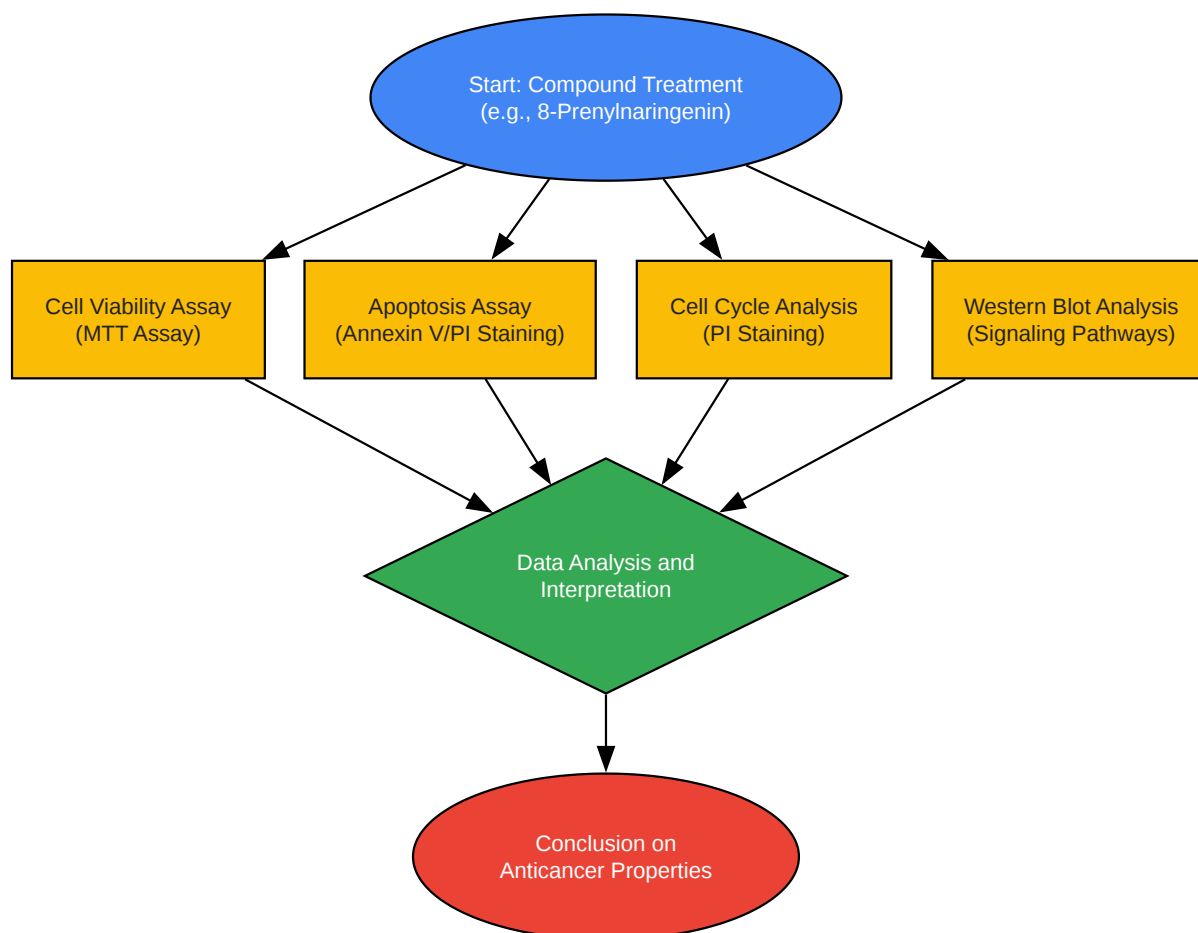 Start: Compound Treatment
(e.g., 8-Prenylnaringenin)
Cell Viability Assay
(MTT Assay)
Apoptosis Assay
(Annexin V/PI Staining)
Cell Cycle Analysis
(PI Staining)
Western Blot Analysis
(Signaling Pathways)
Data Analysis and
Interpretation
Conclusion on
Anticancer Properties